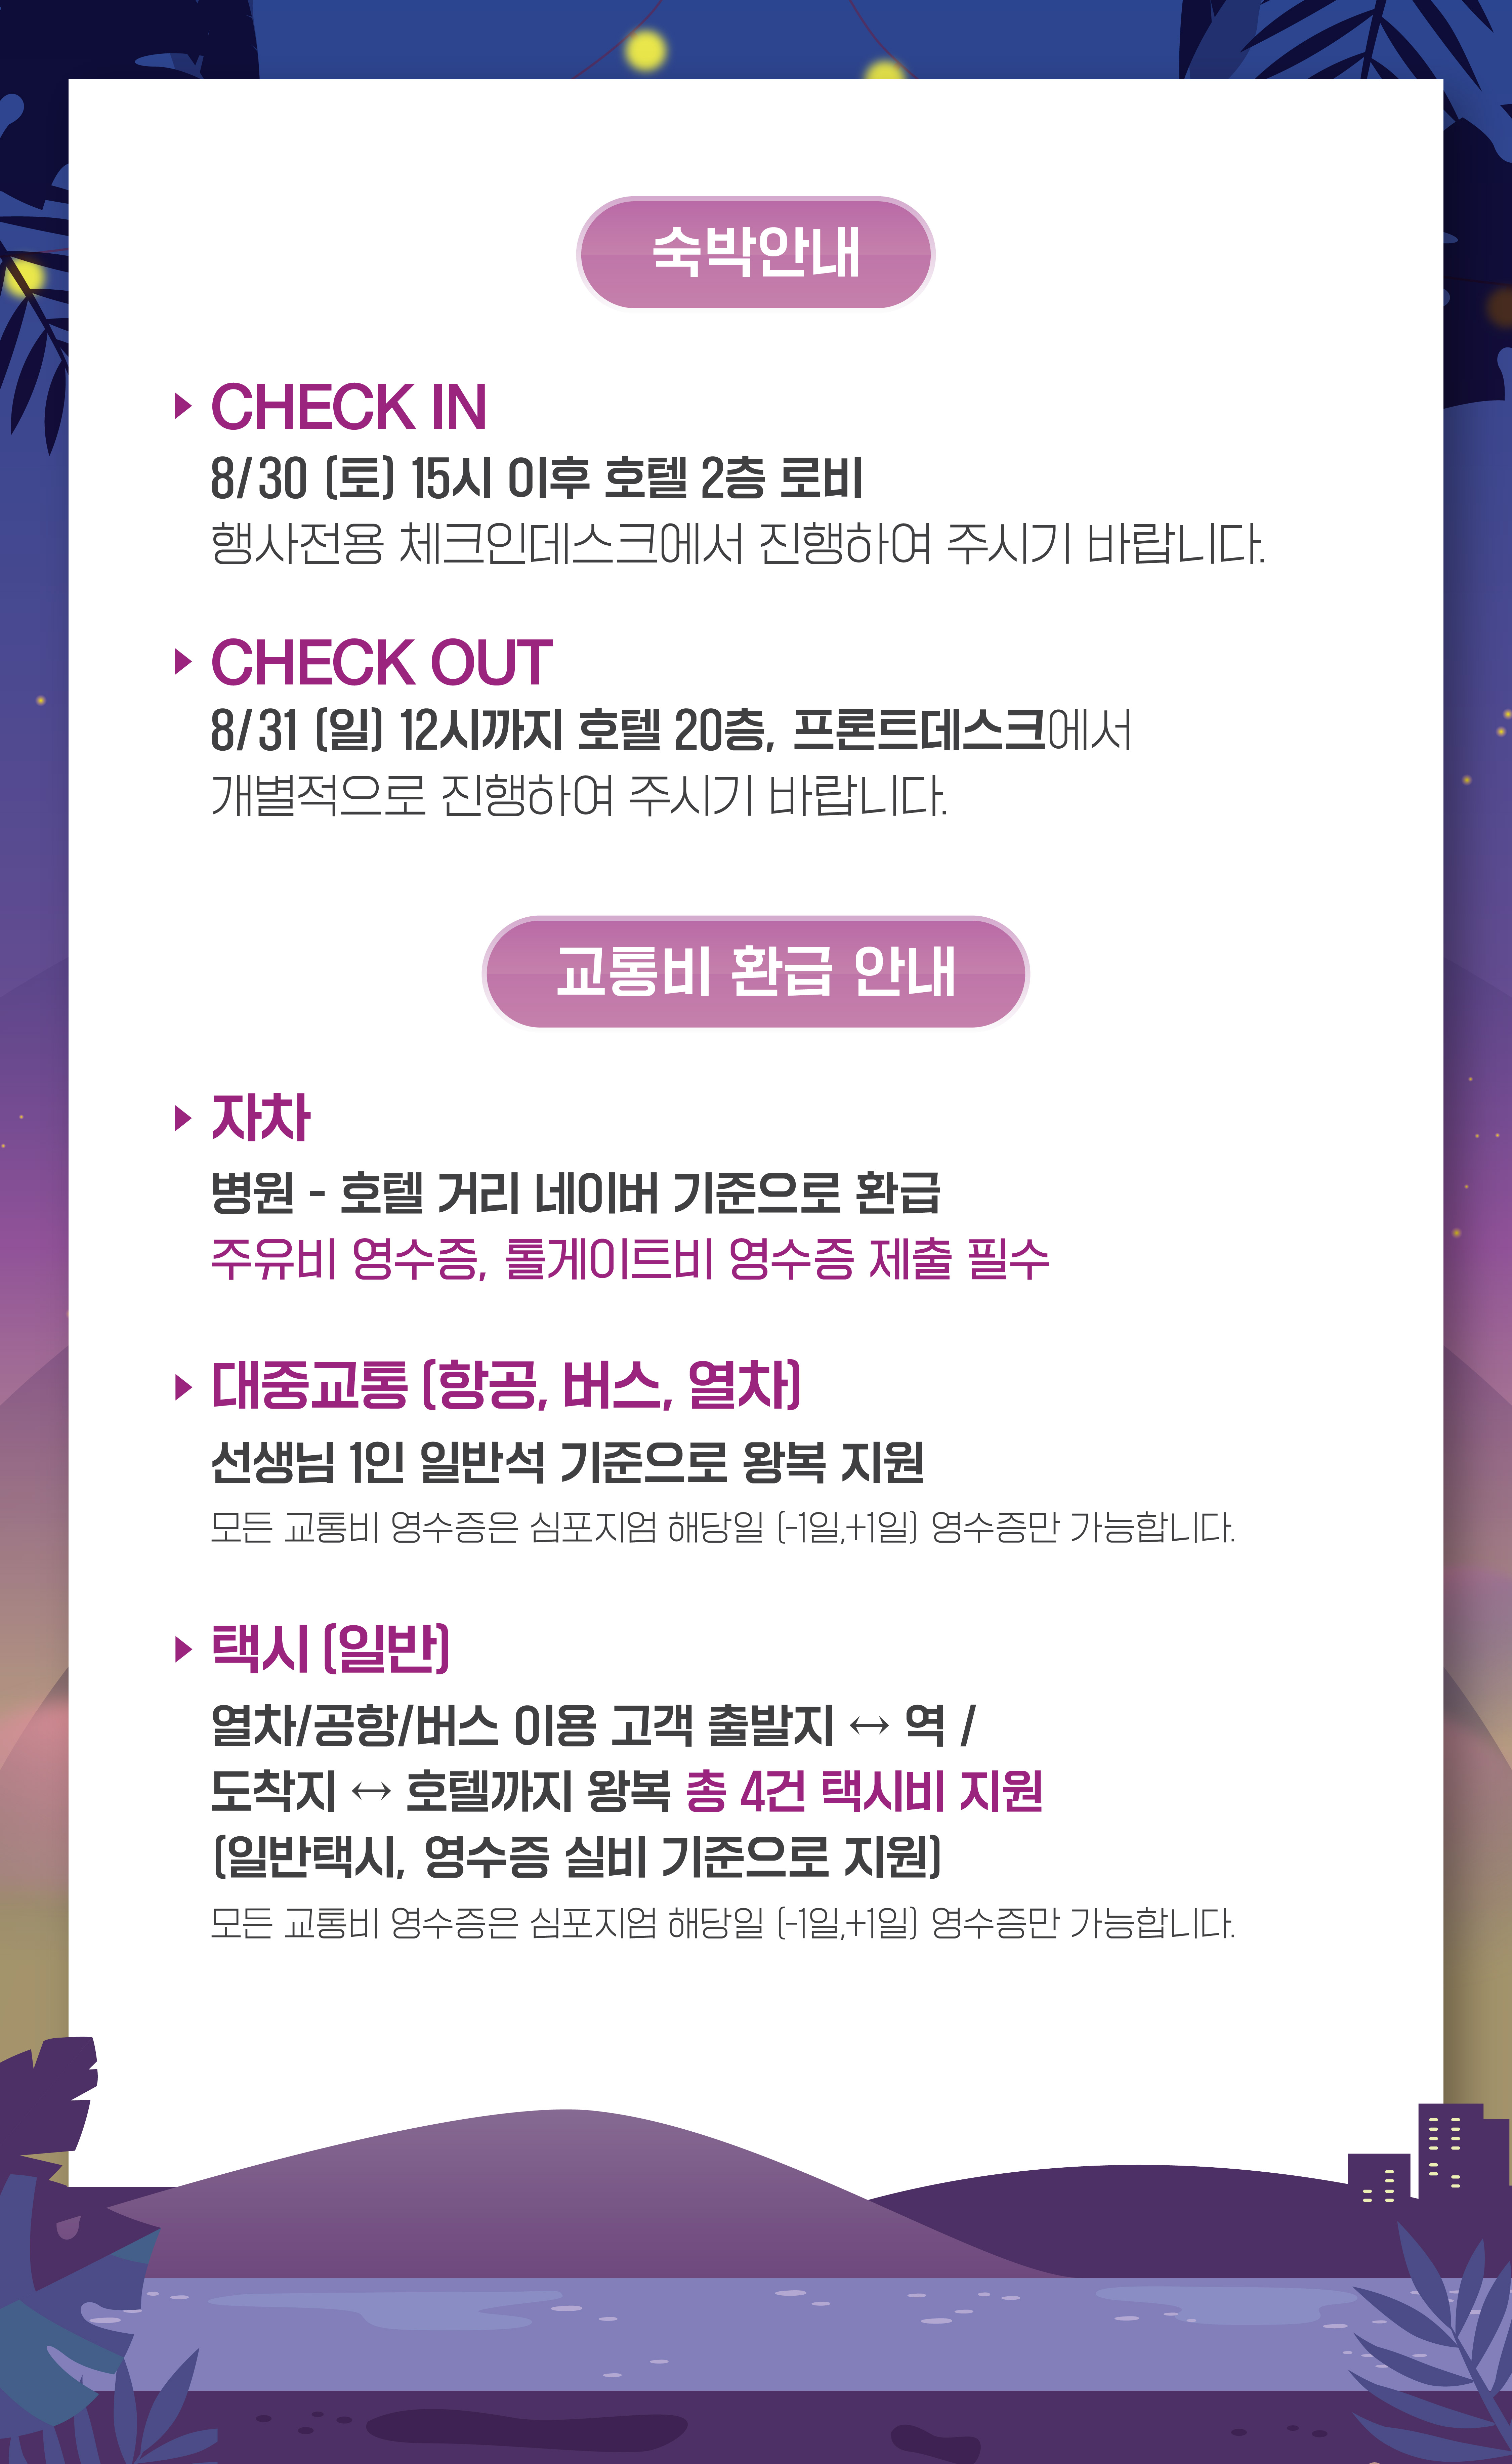 숙박안내
CHECK IN
8/30 (토) 15시 이후 호텔 2층 로비
행사전용 체크인데스크에서 진행하여 주시기 바랍니다.
CHECK OUT
8/31 (일) 12시까지 호텔 20층, 프론트데스크에서
개별적으로 진행하여 주시기 바랍니다.
교통비 환급 안내
자차
병원 - 호텔 거리 네이버 기준으로 환급
주유비 영수증, 톨게이트비 영수증 제출 필수
대중교통 (항공, 버스, 열차)
선생님 1인 일반석 기준으로 왕복 지원
모든 교통비 영수증은 심포지엄 해당일 (-1일,+1일) 영수증만 가능합니다.
택시 (일반)
열차/공항/버스 이용 고객 출발지 ↔ 역 /
도착지 ↔ 호텔까지 왕복 총 4건 택시비 지원
(일반택시, 영수증 실비 기준으로 지원)
모든 교통비 영수증은 심포지엄 해당일 (-1일,+1일) 영수증만 가능합니다.